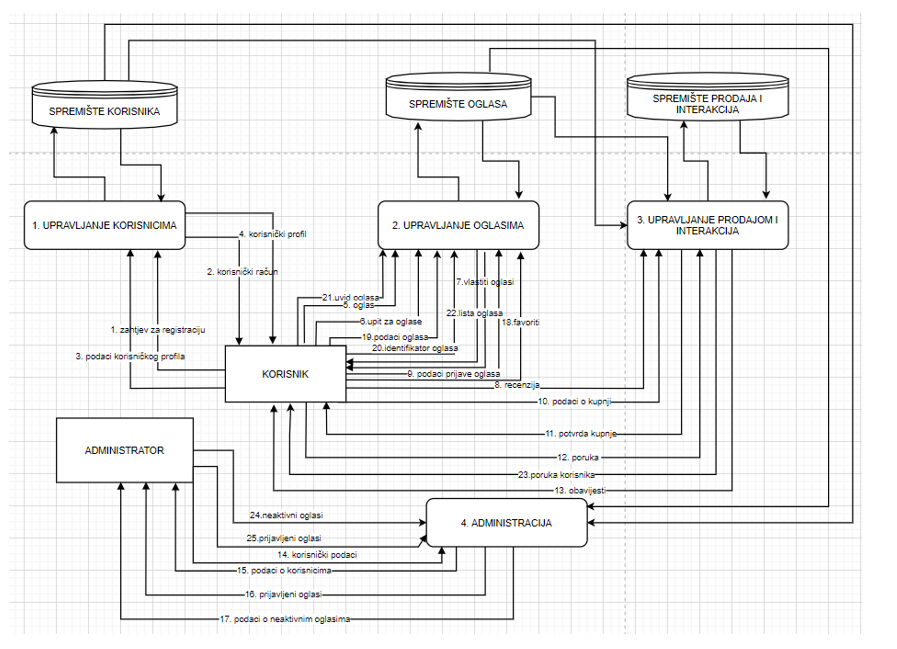 SPREMIŠTE KORISNIKA
SPREMIŠTE OGLASA
SPREMIŠTE PRODAJA I
INTERAKCIJA
1. UPRAVLJANJE KORISNICIMA
2. UPRAVLJANJE OGLASIMA
3. UPRAVLJANJE PRODAJOM I
INTERAKCIJA
4. korisnički profil
2. korisnički račun
7.vlastiti oglasi
21.uvid oglasa
5. oglas
22.lista oglasa
6.upit za oglase
18.favoriti
1. zahtjev za registraciju
19.podaci oglasa
20.identifikator oglasa
3. podaci korisničkog profila
KORISNIK
9. podaci prijave oglasa
8. recenzija
10. podaci o kupnji
11. potvrda kupnje
ADMINISTRATOR
12. poruka
23.poruka korisnika
13. obavijesti
24.neaktivni oglasi
4. ADMINISTRACIJA
25.prijavljeni oglasi
14. korisnički podaci
15. podaci o korisnicima
16. prijavljeni oglasi
17. podaci o neaktivnim oglasima